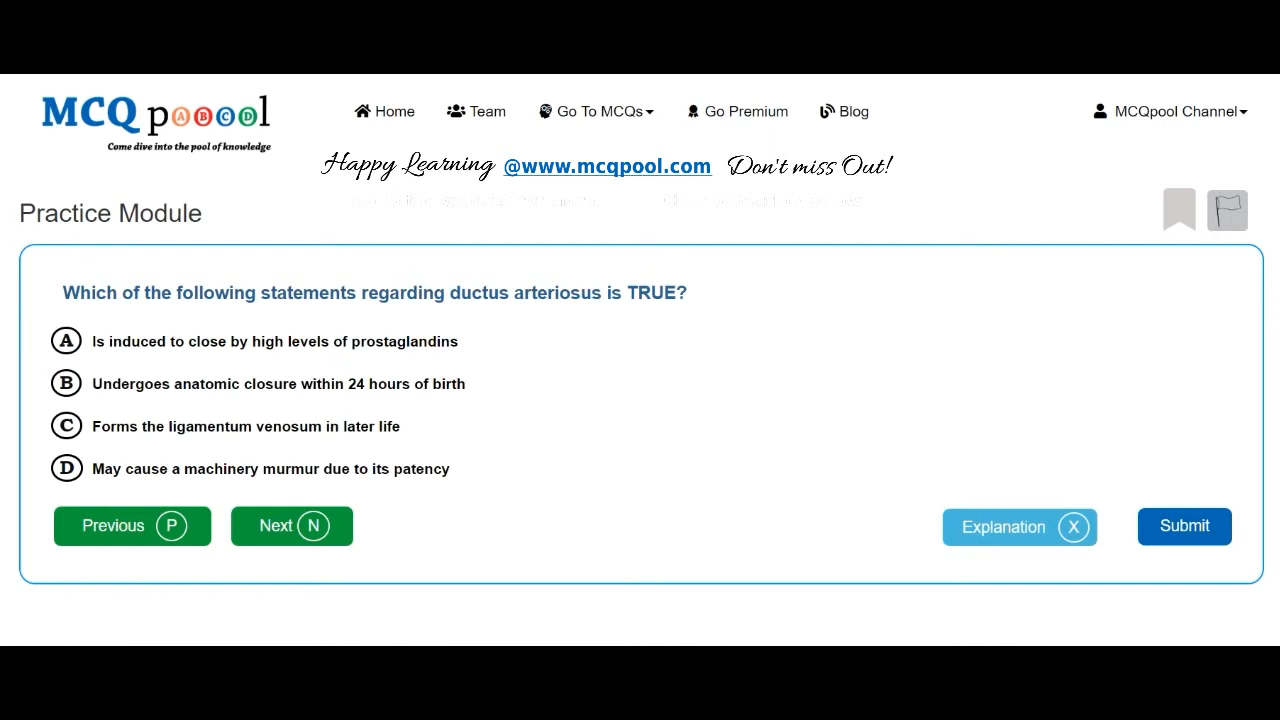 MCQ pooool
Come dive into the pool of knowledge
Home Team Go To MCQs Go Premium Blog MCQpool Channel
Happy Learning @www.mcqpool.com Don't miss Out!
Practice Module
Which of the following statements regarding ductus arteriosus is TRUE?
A Is induced to close by high levels of prostaglandins
B Undergoes anatomic closure within 24 hours of birth
C Forms the ligamentum venosum in later life
D May cause a machinery murmur due to its patency
Previous P Next N Explanation X Submit